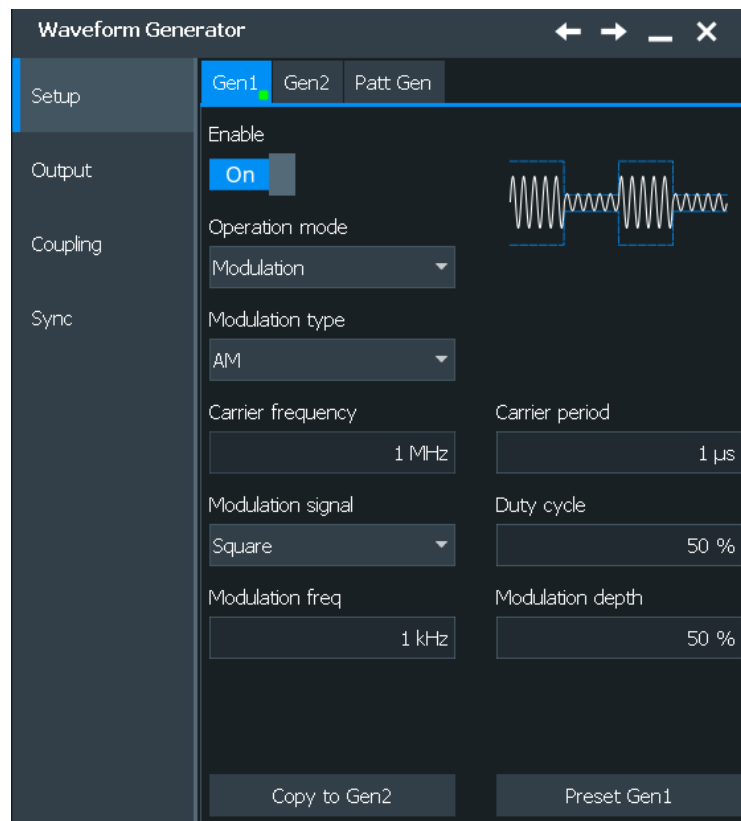 Waveform Generator
Setup
Output
Coupling
Sync
Gen1 Gen2 Patt Gen
Enable
On
Operation mode
Modulation
Modulation type
AM
Carrier frequency Carrier period
1 MHz 1 µs
Modulation signal Duty cycle
Square 50 %
Modulation freq Modulation depth
1 kHz 50 %
Copy to Gen2 Preset Gen1